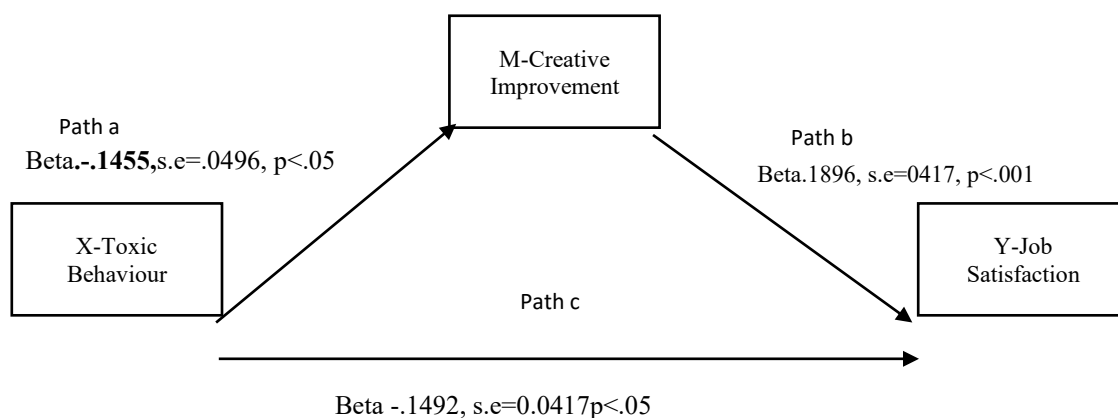 M-Creative
Improvement
Path a
Beta.-.1455,s.e=.0496, p<.05
Path b
Beta.1896, s.e=0417, p<.001
X-Toxic
Behaviour
Y-Job
Satisfaction
Path c
Beta -.1492, s.e=0.0417p<.05